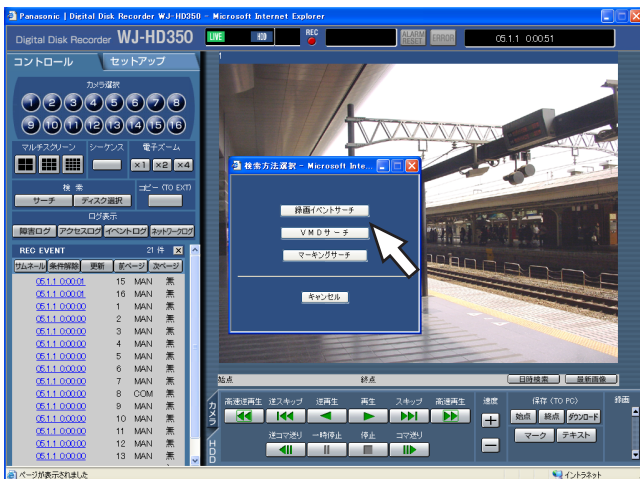 Panasonic | Digital Disk Recorder WJ-HD350 - Microsoft Internet Explorer
Digital Disk Recorder WJ-HD350
LIVE HDD REC ALARM RESET ERROR 05.1.1 0:00:51
コントロール セットアップ
1
カメラ選択
1 2 3 4 5 6 7 8
9 10 11 12 13 14 15 16
マルチスクリーン シーケンス 電子ズーム
×1 ×2 ×4
検 索 コピー (TO EXT)
サーチ ディスク選択
ログ表示
障害ログ アクセスログ イベントログ ネットワークログ
REC EVENT 21 件
サムネール 条件解除 更新 前ページ 次ページ
05.1.1 0:00:01 15 MAN 無
05.1.1 0:00:01 16 MAN 無
05.1.1 0:00:00 1 MAN 無
05.1.1 0:00:00 2 MAN 無
05.1.1 0:00:00 3 MAN 無
05.1.1 0:00:00 4 MAN 無
05.1.1 0:00:00 5 MAN 無
05.1.1 0:00:00 6 MAN 無
05.1.1 0:00:00 7 MAN 無
05.1.1 0:00:00 8 COM 無
05.1.1 0:00:00 9 MAN 無
05.1.1 0:00:00 10 MAN 無
05.1.1 0:00:00 11 MAN 無
05.1.1 0:00:00 12 MAN 無
05.1.1 0:00:00 13 MAN 無
検索方法選択 - Microsoft Inte...
録画イベントサーチ
VMDサーチ
マーキングサーチ
キャンセル
始点 終点 日時検索 最新画像
カメラ
HDD
高速逆再生 逆スキップ 逆再生 再生 スキップ 高速再生 速度 保存 (TO PC) 録画
始点 終点 ダウンロード
逆コマ送り 一時停止 停止 コマ送り
マーク テキスト
ページが表示されました イントラネット